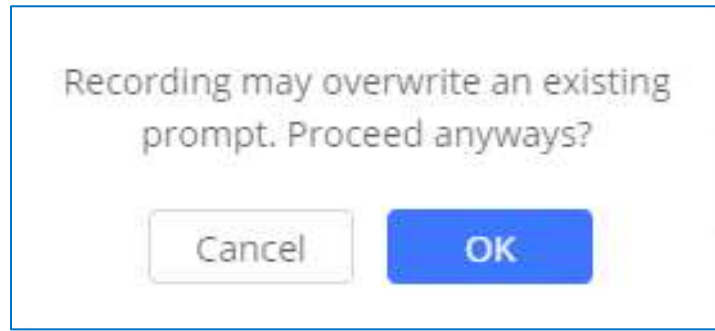 Recording may overwrite an existing
prompt. Proceed anyways?
Cancel OK